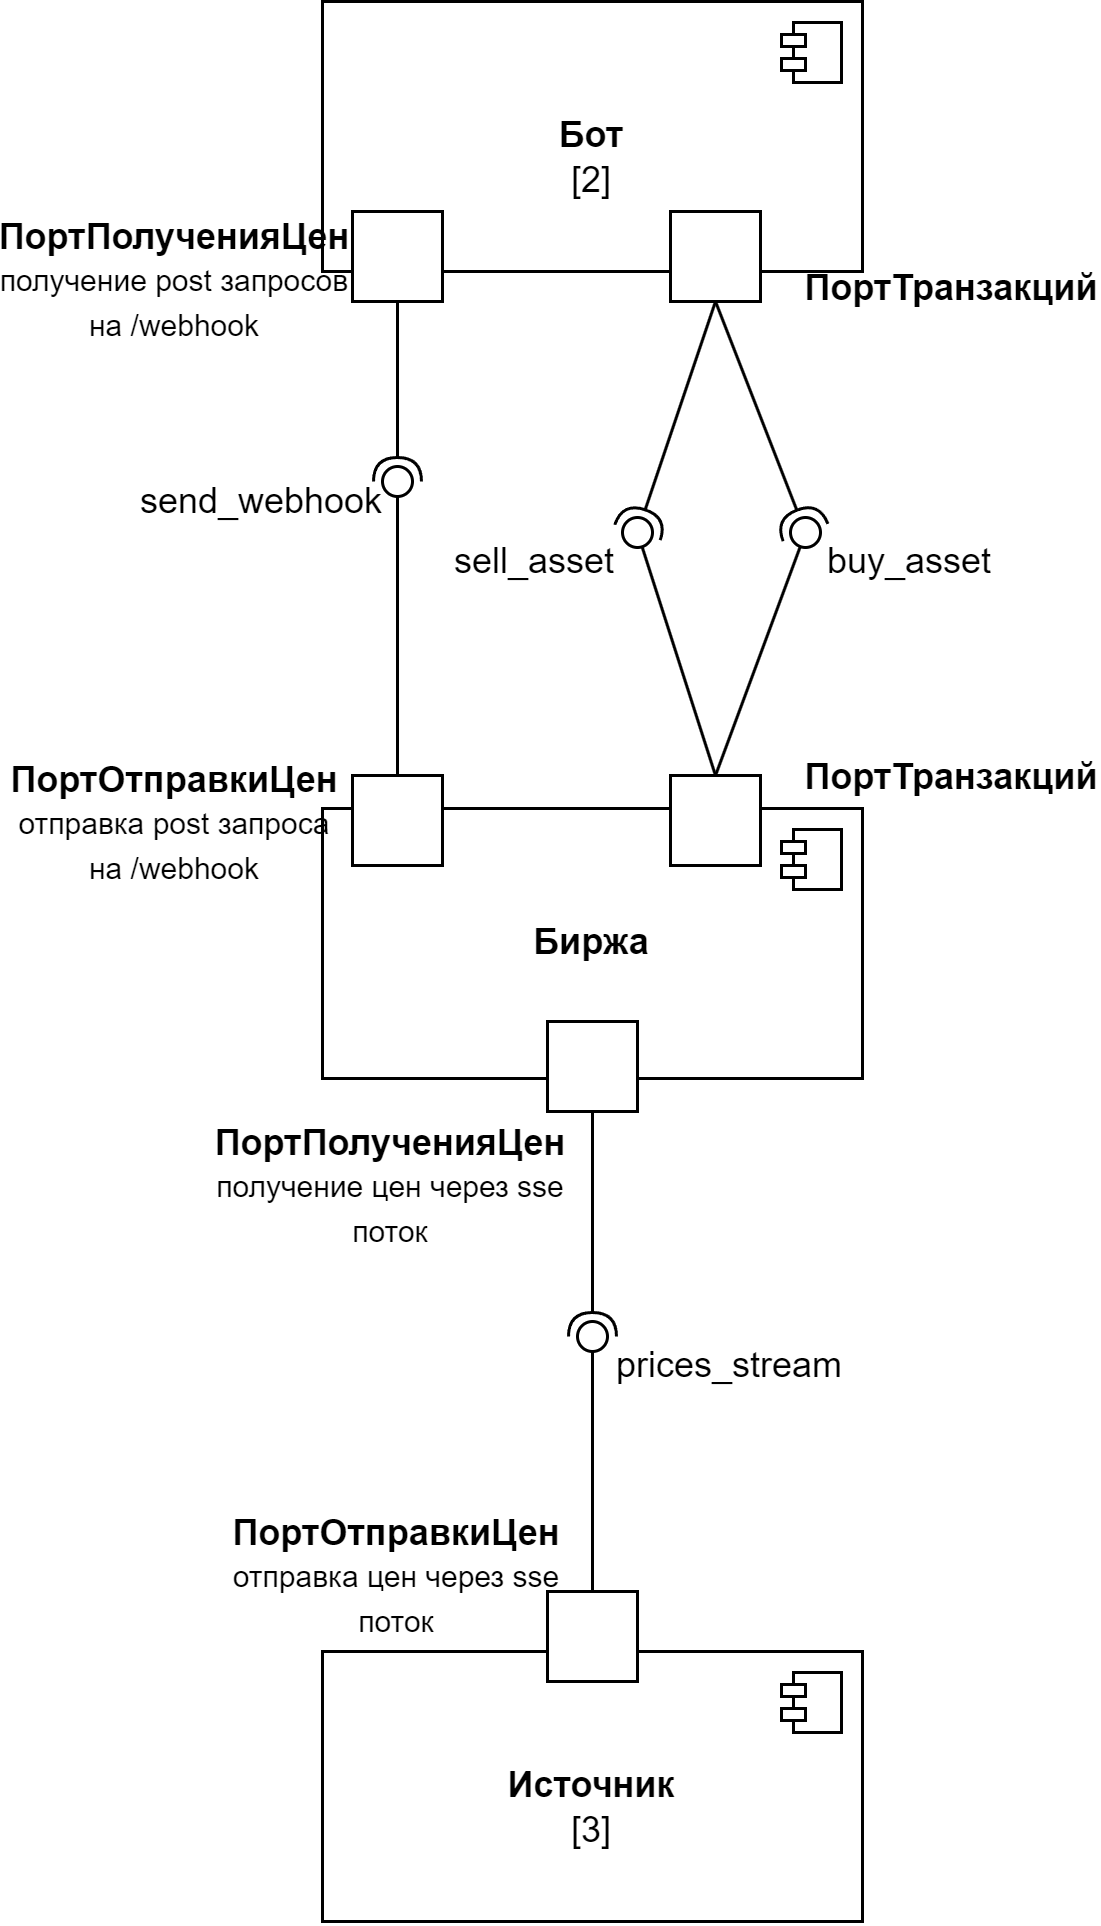 Бот
[2]
ПортПолученияЦен
получение post запросов
на /webhook
ПортТранзакций
send_webhook
sell_asset
buy_asset
ПортОтправкиЦен
отправка post запроса
на /webhook
ПортТранзакций
Биржа
ПортПолученияЦен
получение цен через sse
поток
prices_stream
ПортОтправкиЦен
отправка цен через sse
поток
Источник
[3]